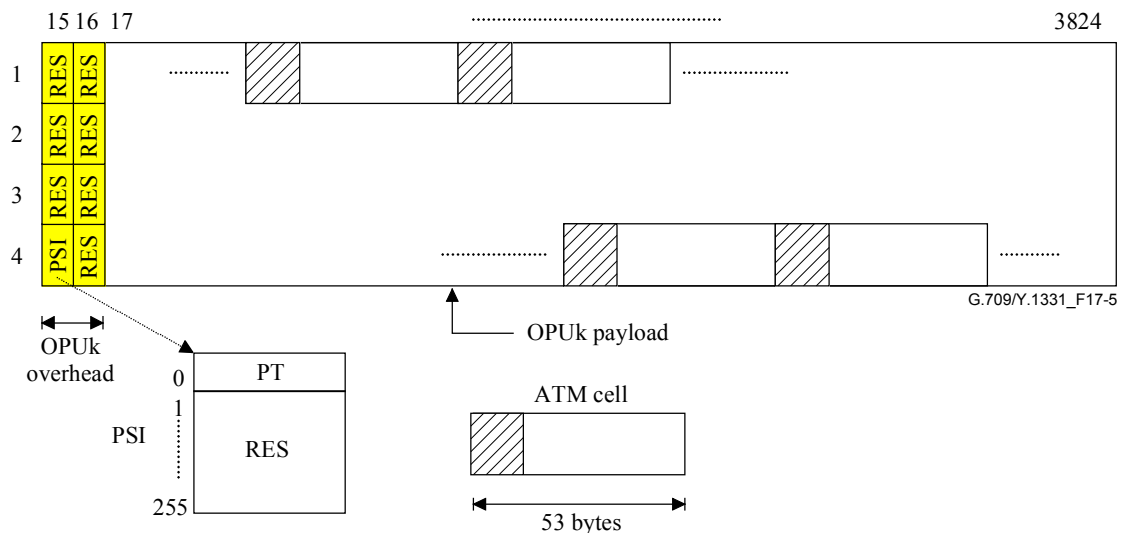 15 16 17 3824
1 RES RES
2 RES RES
3 RES RES
4 PSI RES
G.709/Y.1331_F17-5
OPUk payload
OPUk
overhead
0 PT
ATM cell
1
PSI RES
255
53 bytes